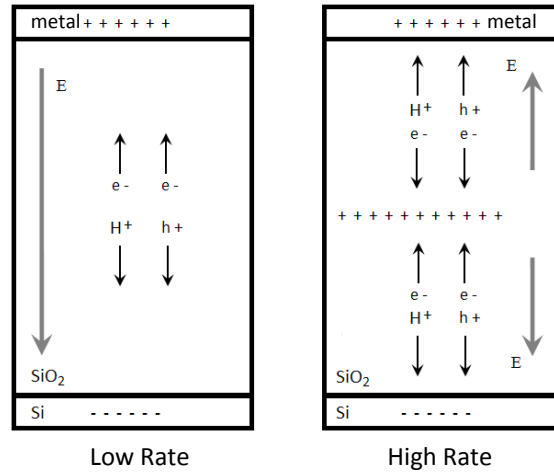 metal + + + + + +
E
e - e -
H+ h +
SiO2
Si - - - - - -
Low Rate
+ + + + + + metal
E
H+ h +
e - e -
+ + + + + + + + + + +
e - e -
H+ h +
E
SiO2
Si - - - - - -
High Rate